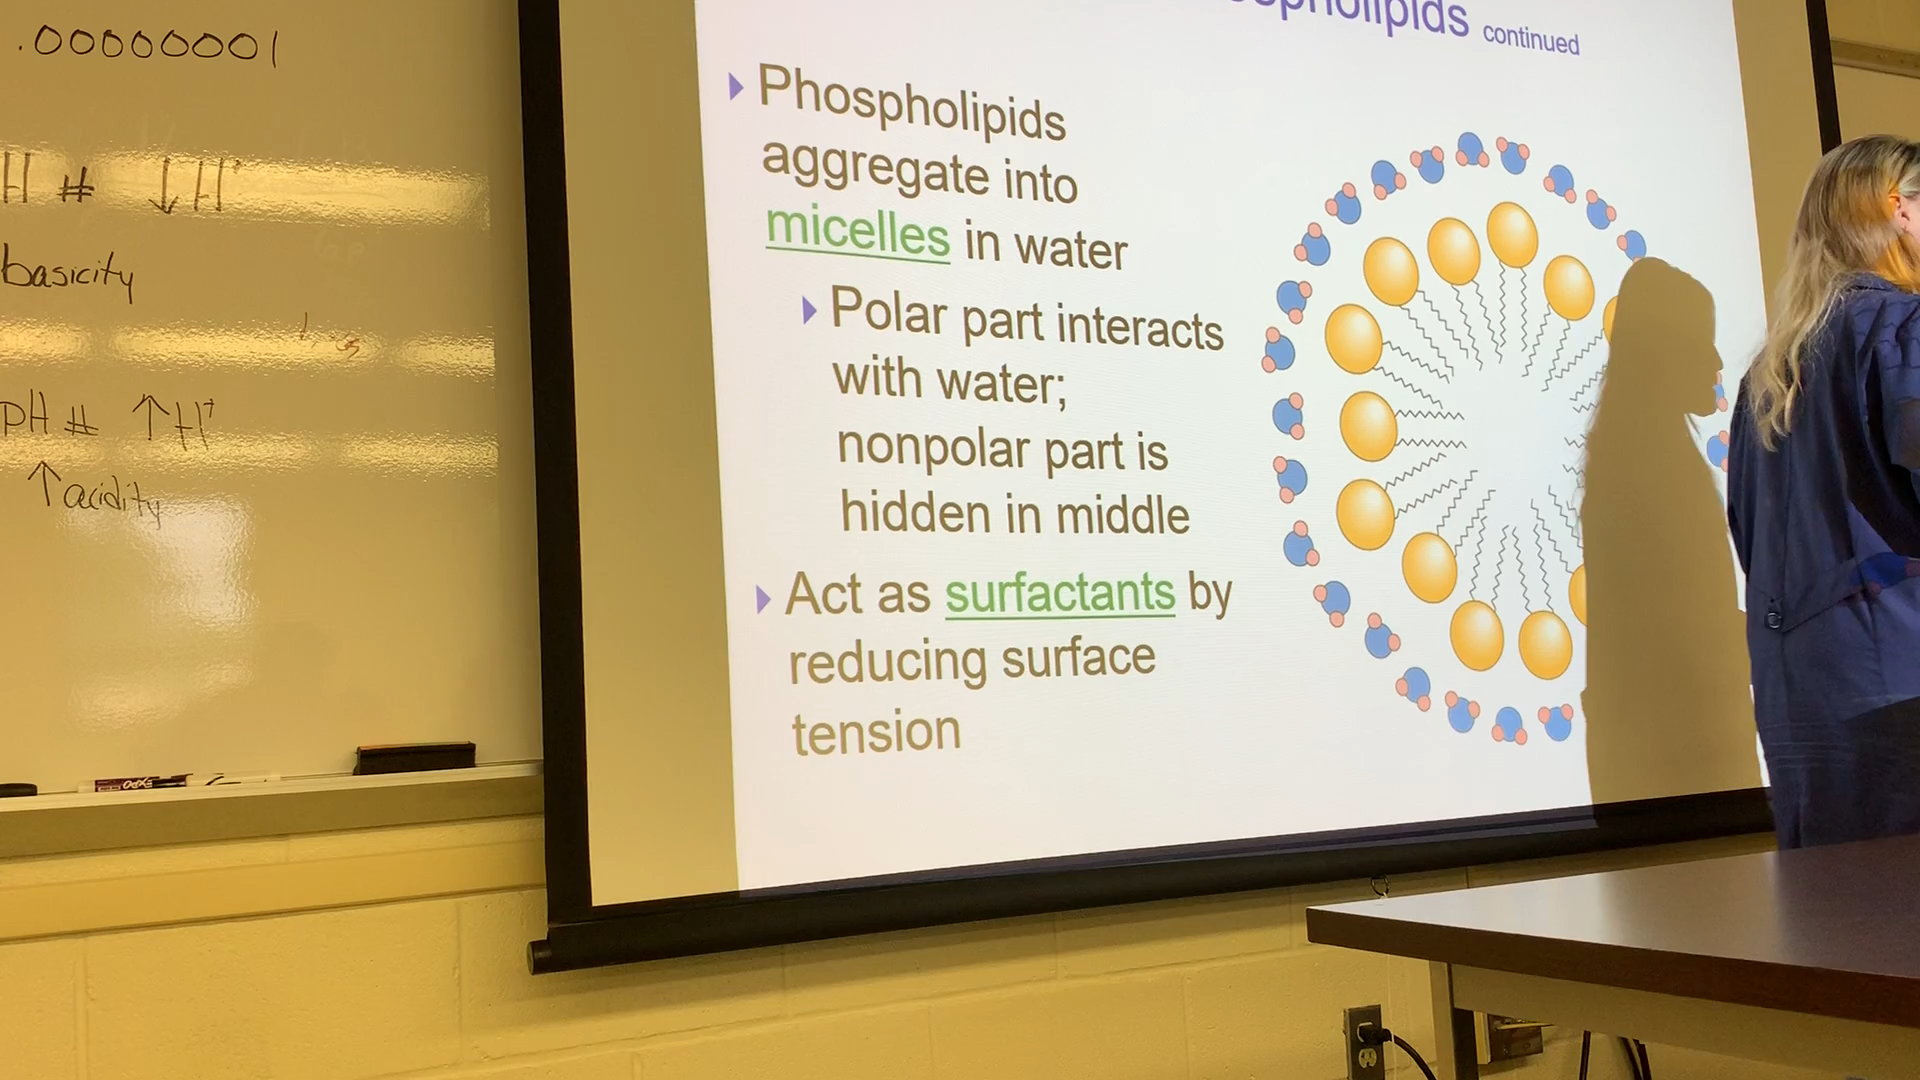 .00000001
H # ↓H⁺
basicity
pH # ↑H⁺
↑acidity
EXPO
continued
Phospholipids
aggregate into
micelles in water
Polar part interacts
with water;
nonpolar part is
hidden in middle
Act as surfactants by
reducing surface
tension